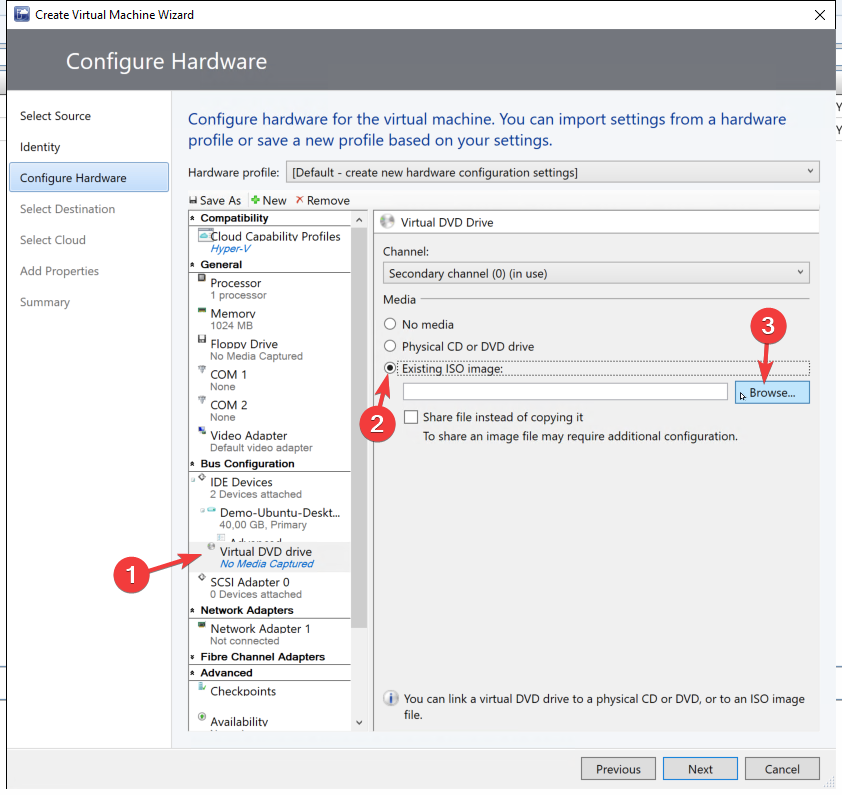 Create Virtual Machine Wizard
Configure Hardware
Select Source
Identity
Configure Hardware
Select Destination
Select Cloud
Add Properties
Summary
Configure hardware for the virtual machine. You can import settings from a hardware
profile or save a new profile based on your settings.
Hardware profile: [Default - create new hardware configuration settings]
Save As New Remove
Compatibility
Cloud Capability Profiles
Hyper-V
General
Processor
1 processor
Memory
1024 MB
Floppy Drive
No Media Captured
COM 1
None
COM 2
None
Video Adapter
Default video adapter
Bus Configuration
IDE Devices
2 Devices attached
Demo-Ubuntu-Deskt...
40,00 GB, Primary
Advanced
1
Virtual DVD drive
No Media Captured
SCSI Adapter 0
0 Devices attached
Network Adapters
Network Adapter 1
Not connected
Fibre Channel Adapters
Advanced
Checkpoints
Availability
Virtual DVD Drive
Channel:
Secondary channel (0) (in use)
Media
No media
Physical CD or DVD drive
Existing ISO image:
3
Browse...
2
Share file instead of copying it
To share an image file may require additional configuration.
You can link a virtual DVD drive to a physical CD or DVD, or to an ISO image
file.
Previous Next Cancel